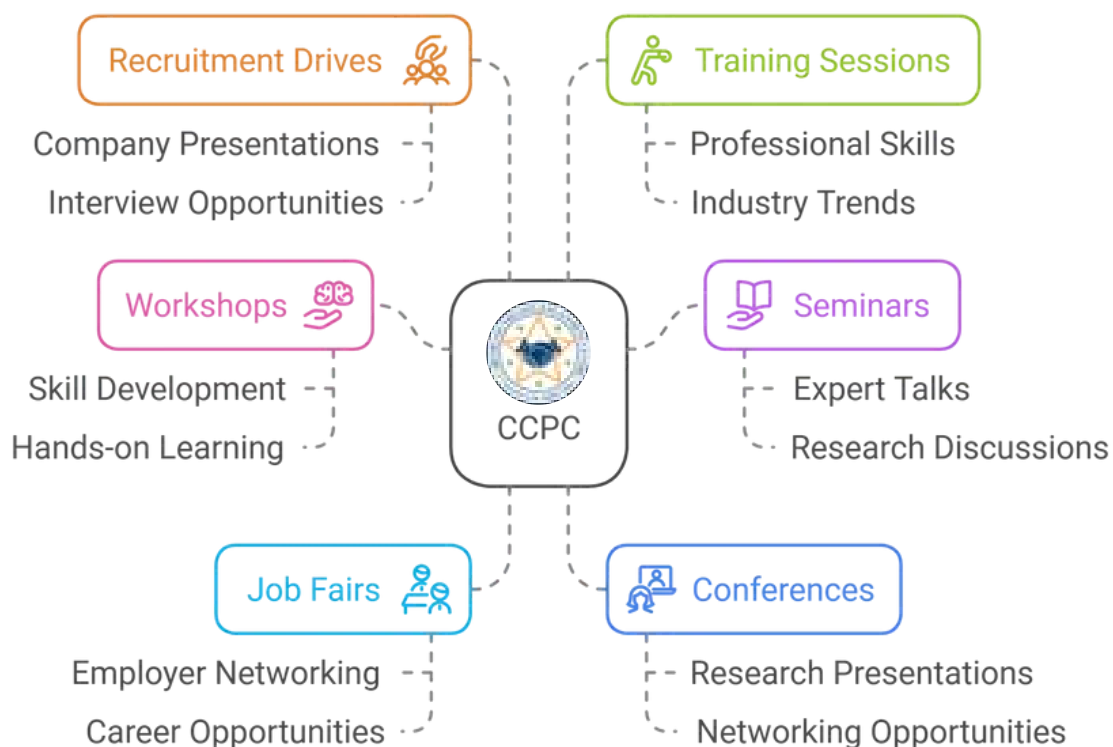 Recruitment Drives
Company Presentations
Interview Opportunities
Training Sessions
Professional Skills
Industry Trends
Workshops
Skill Development
Hands-on Learning
CCPC
Seminars
Expert Talks
Research Discussions
Job Fairs
Employer Networking
Career Opportunities
Conferences
Research Presentations
Networking Opportunities